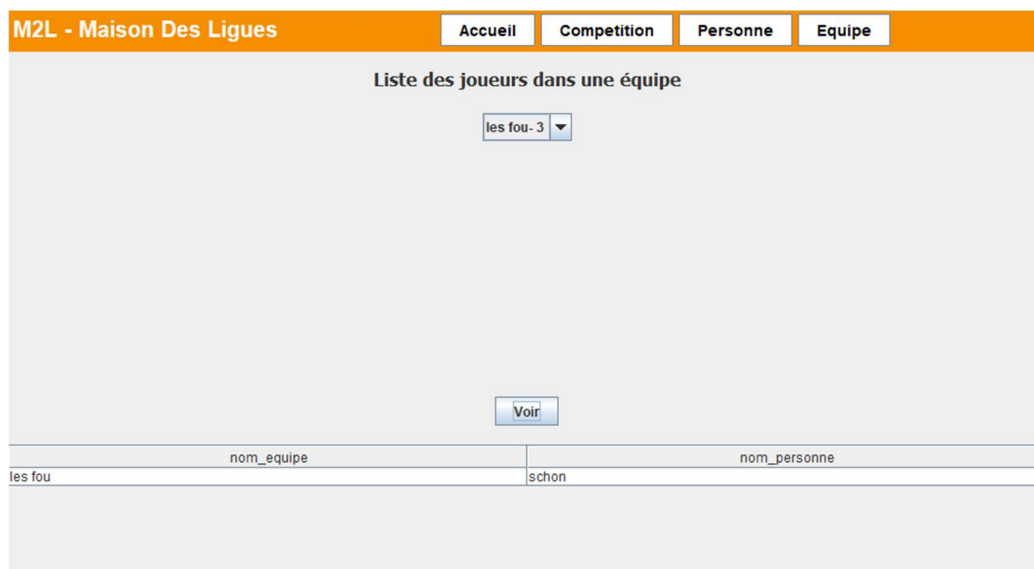 M2L - Maison Des Ligues Accueil Competition Personne Equipe
Liste des joueurs dans une équipe
les fou- 3
Voir
nom_equipe nom_personne
les fou schon